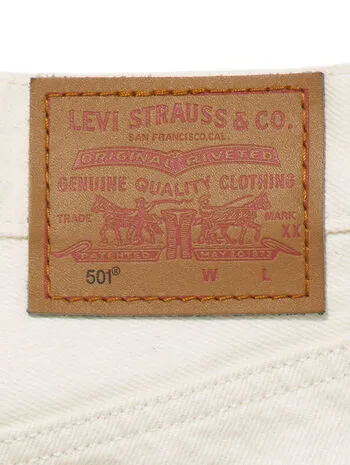 LEVI STRAUSS & CO.
SAN FRANCISCO, CAL.
ORIGINAL RIVETED
GENUINE QUALITY CLOTHING
TRADE MARK
XX
PATENTED MAY 20 1873
501® W L